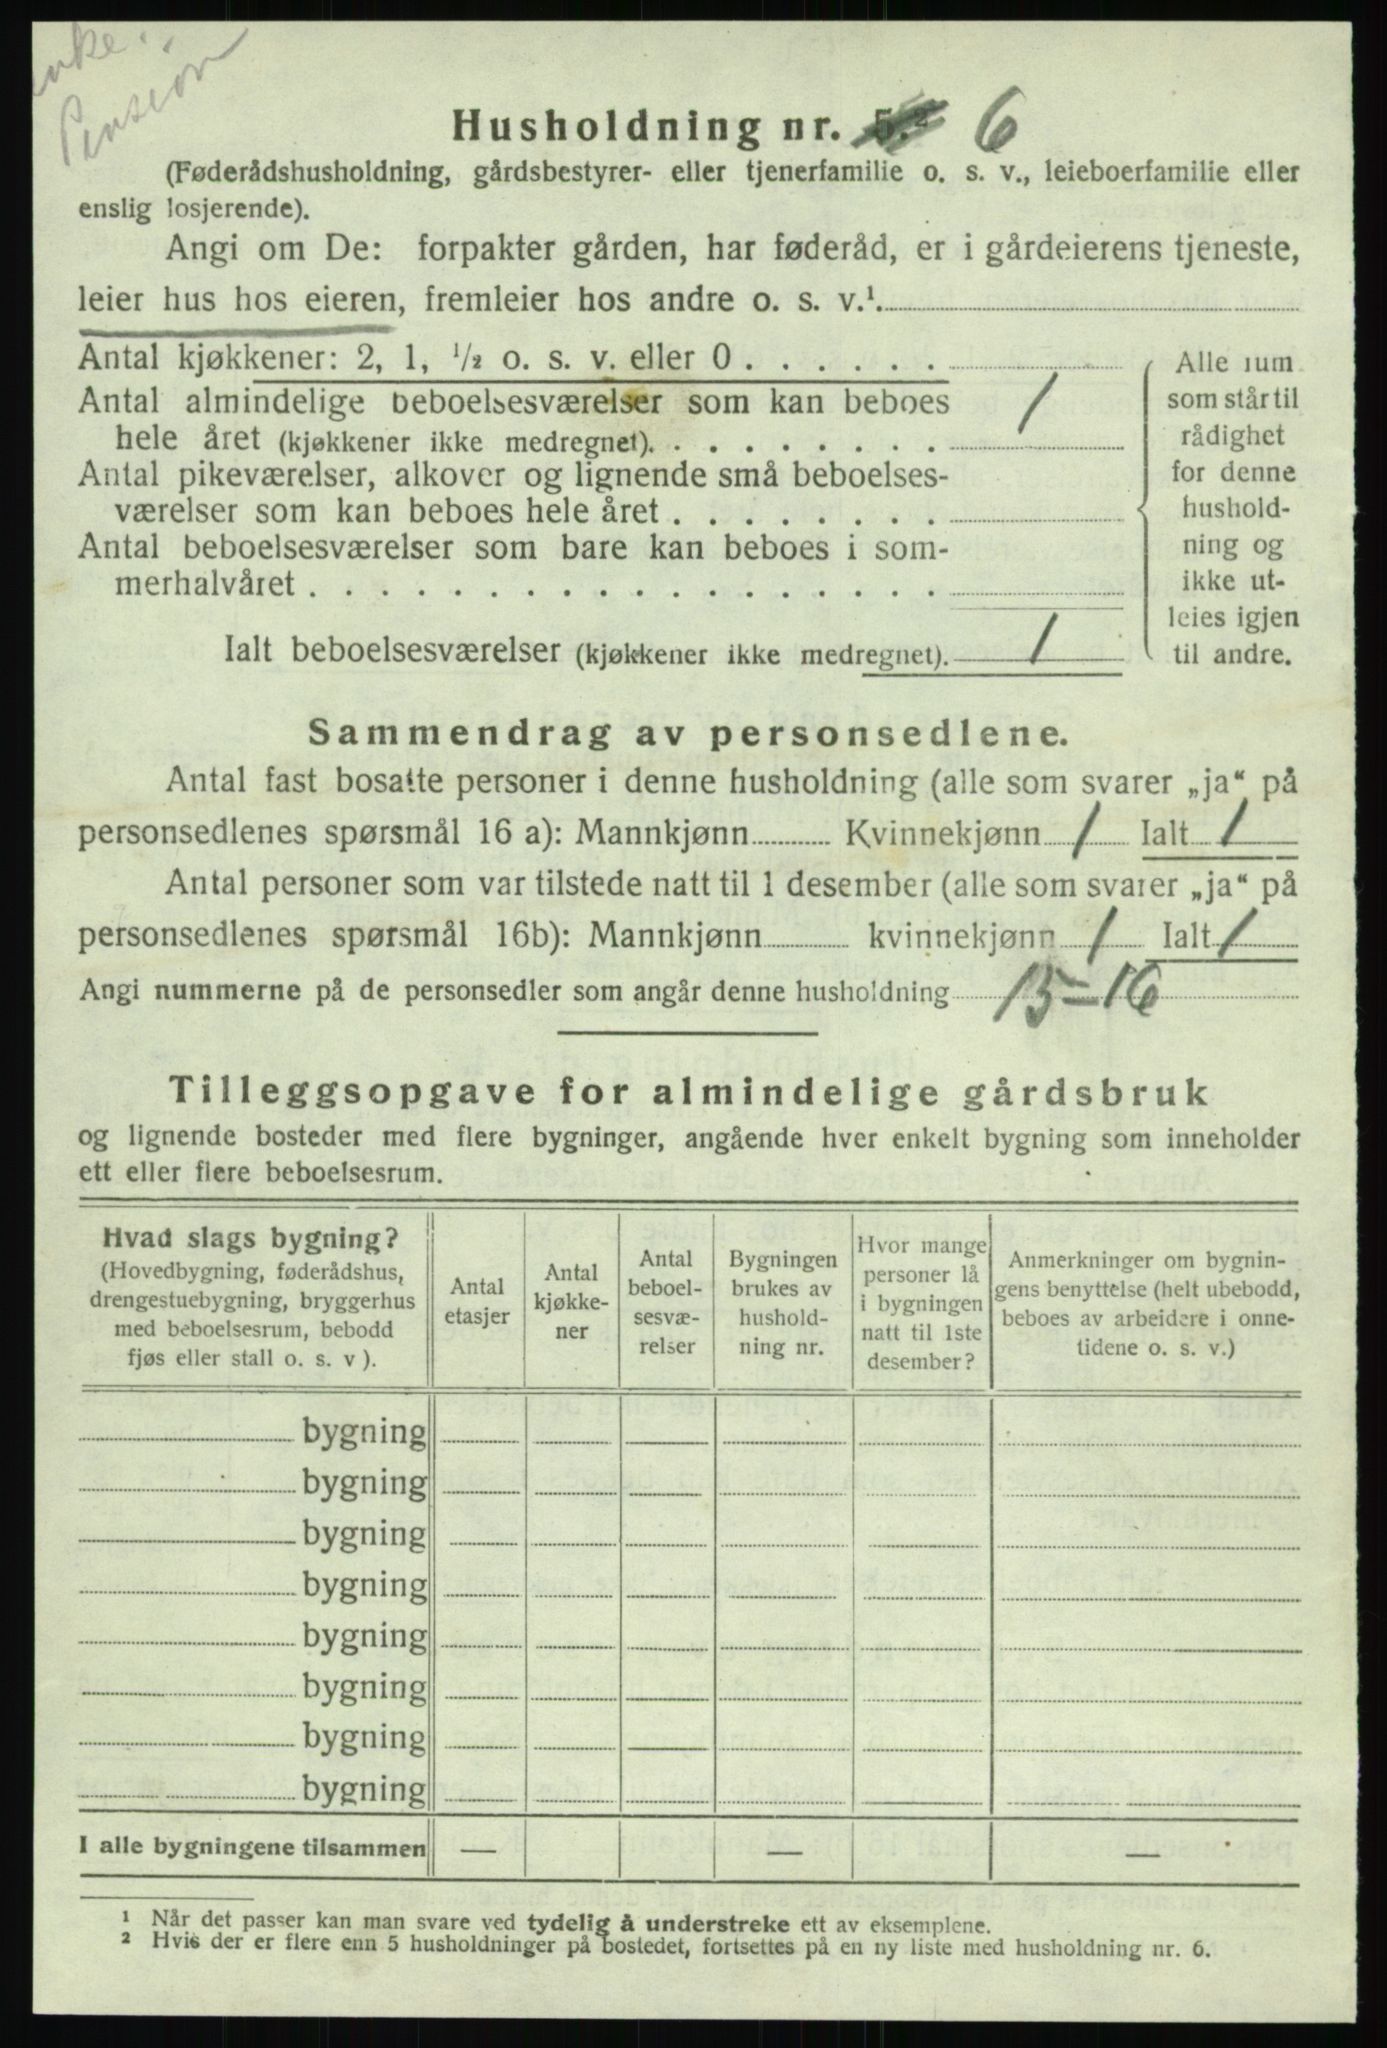 Pension
Husholdning nr. 5.² 6
(Føderådshusholdning, gårdsbestyrer- eller tjenerfamilie o. s. v., leieboerfamilie eller
enslig losjerende).
Angi om De: forpakter gården, har føderåd, er i gårdeierens tjeneste,
leier hus hos eieren, fremleier hos andre o. s. v.¹
Antal kjøkkener: 2, 1, ½ o. s. v. eller 0 . . . . . .
Antal almindelige beboelsesværelser som kan beboes
hele året (kjøkkener ikke medregnet). . . . . . . . . 1
Antal pikeværelser, alkover og lignende små beboelses-
værelser som kan beboes hele året . . . . . . . .
Antal beboelsesværelser som bare kan beboes i som-
merhalvåret . . . . . . . . . . . . . . . . . .
Ialt beboelsesværelser (kjøkkener ikke medregnet). 1
Alle rum
som står til
rådighet
for denne
hushold-
ning og
ikke ut-
leies igjen
til andre.
Sammendrag av personsedlene.
Antal fast bosatte personer i denne husholdning (alle som svarer „ja“ på
personsedlenes spørsmål 16 a): Mannkjønn Kvinnekjønn 1 Ialt 1
Antal personer som var tilstede natt til 1 desember (alle som svarer „ja“ på
personsedlenes spørsmål 16b): Mannkjønn kvinnekjønn 1 Ialt 1
Angi nummerne på de personsedler som angår denne husholdning 15-16
Tilleggsopgave for almindelige gårdsbruk
og lignende bosteder med flere bygninger, angående hver enkelt bygning som inneholder
ett eller flere beboelsesrum.
Hvad slags bygning?
(Hovedbygning, føderådshus,
drengestuebygning, bryggerhus
med beboelsesrum, bebodd
fjøs eller stall o. s. v ).
Antal
etasjer
Antal
kjøkke-
ner
Antal
beboel-
sesvæ-
relser
Bygningen
brukes av
hushold-
ning nr.
Hvor mange
personer lå
i bygningen
natt til 1ste
desember?
Anmerkninger om bygnin-
gens benyttelse (helt ubebodd,
beboes av arbeidere i onne-
tidene o. s. v.)
bygning
bygning
bygning
bygning
bygning
bygning
bygning
bygning
I alle bygningene tilsammen — — —
¹ Når det passer kan man svare ved tydelig å understreke ett av eksemplene.
² Hvis der er flere enn 5 husholdninger på bostedet, fortsettes på en ny liste med husholdning nr. 6.